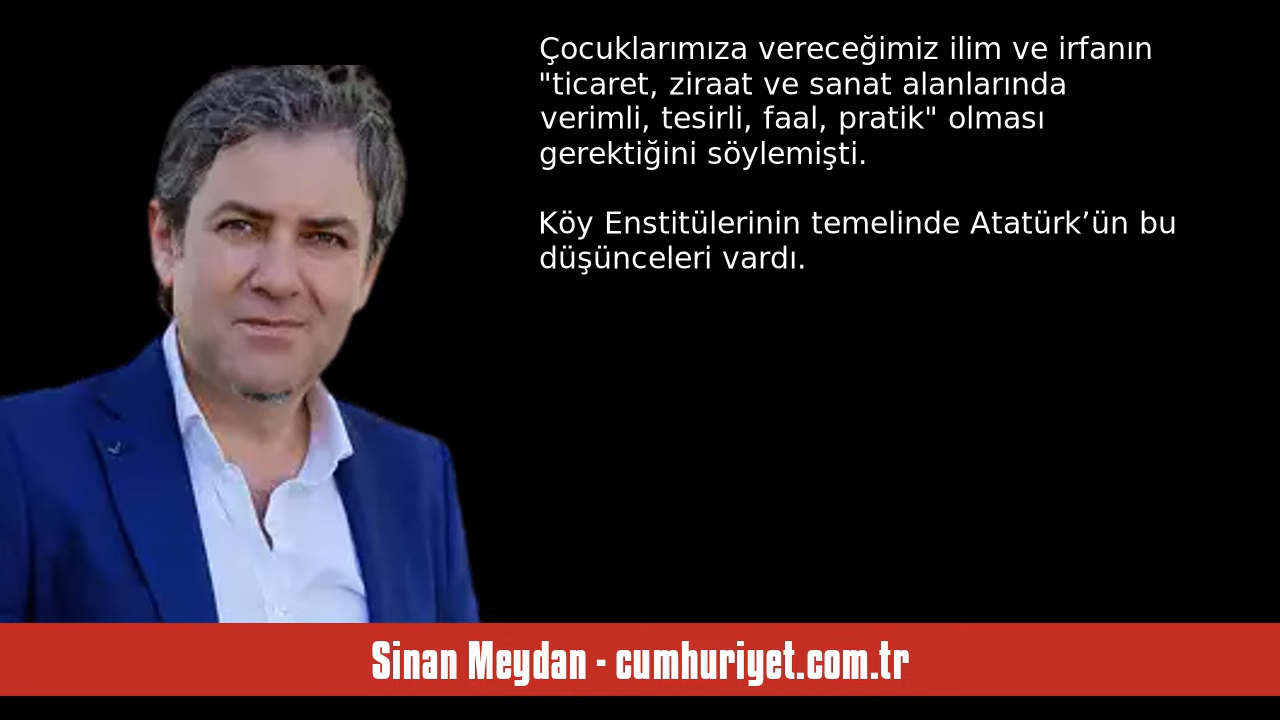 Çocuklarımıza vereceğimiz ilim ve irfanın
"ticaret, ziraat ve sanat alanlarında
verimli, tesirli, faal, pratik" olması
gerektiğini söylemişti.
Köy Enstitülerinin temelinde Atatürk’ün bu
düşünceleri vardı.
Sinan Meydan - cumhuriyet.com.tr